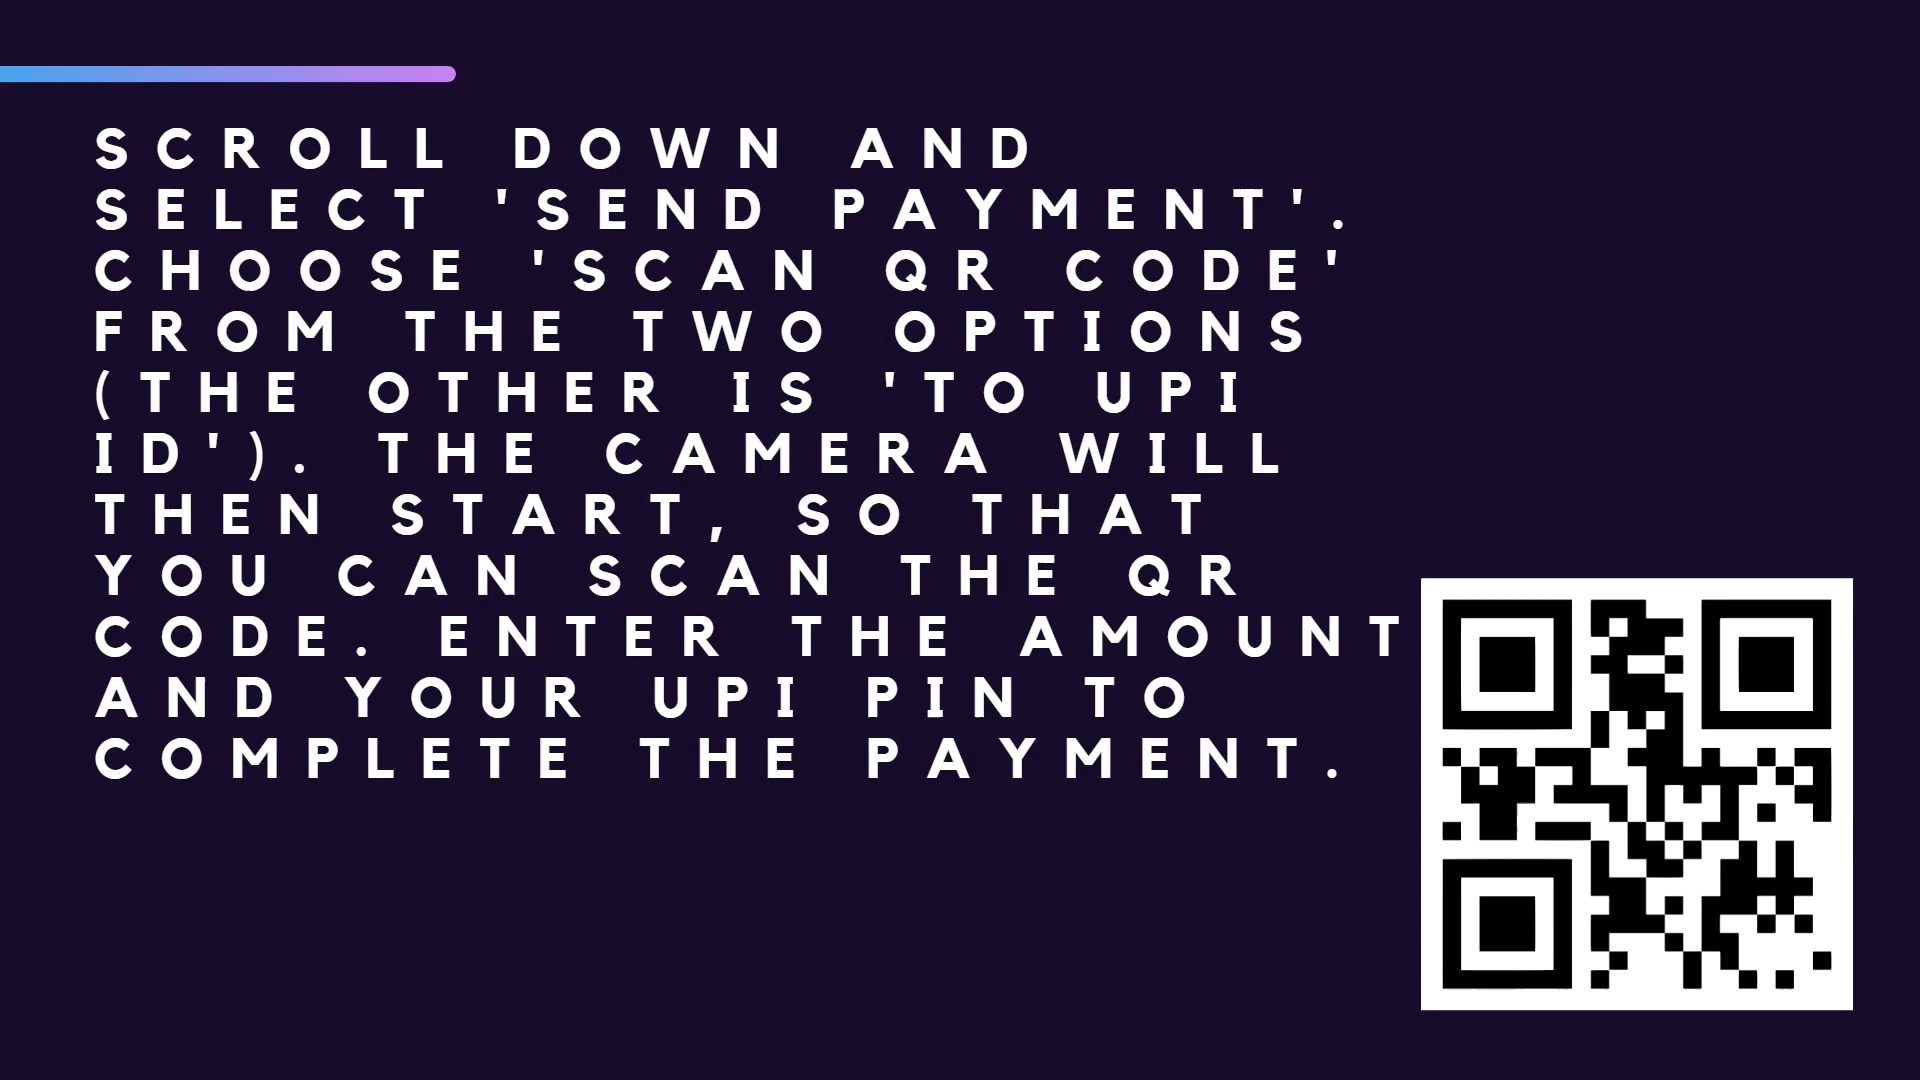 SCROLL DOWN AND
SELECT 'SEND PAYMENT'.
CHOOSE 'SCAN QR CODE'
FROM THE TWO OPTIONS
(THE OTHER IS 'TO UPI
ID'). THE CAMERA WILL
THEN START, SO THAT
YOU CAN SCAN THE QR
CODE. ENTER THE AMOUNT
AND YOUR UPI PIN TO
COMPLETE THE PAYMENT.